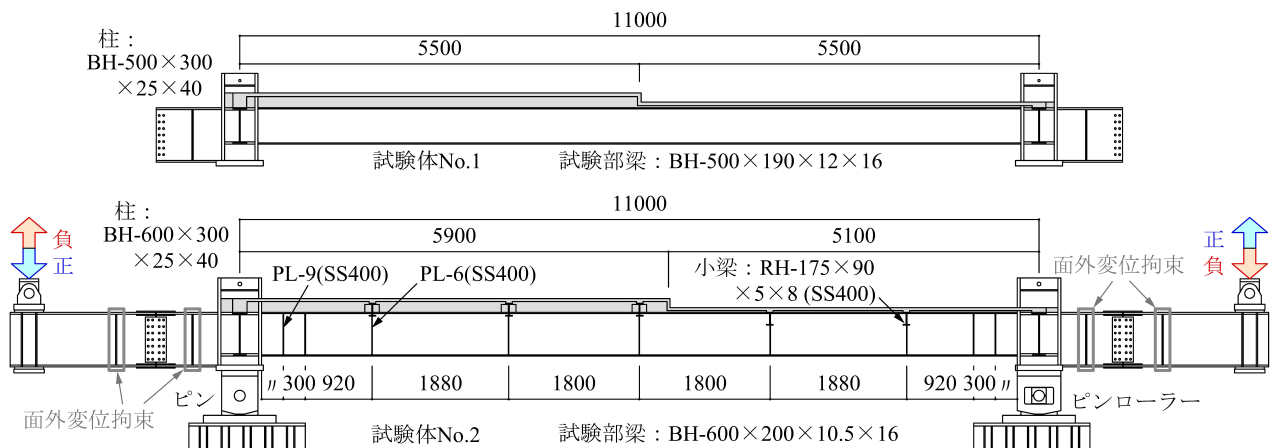 11000
5500
5500
柱：
BH-500×300
×25×40
試験体No.1
試験部梁：BH-500×190×12×16
11000
5900
5100
柱：
BH-600×300
×25×40
負
正
PL-9(SS400)
PL-6(SS400)
小梁：RH-175×90
×5×8 (SS400)
正
負
面外変位拘束
〃 300 920
1880
1800
1800
1880
920 300 〃
ピン
ピンローラー
面外変位拘束
試験体No.2
試験部梁：BH-600×200×10.5×16